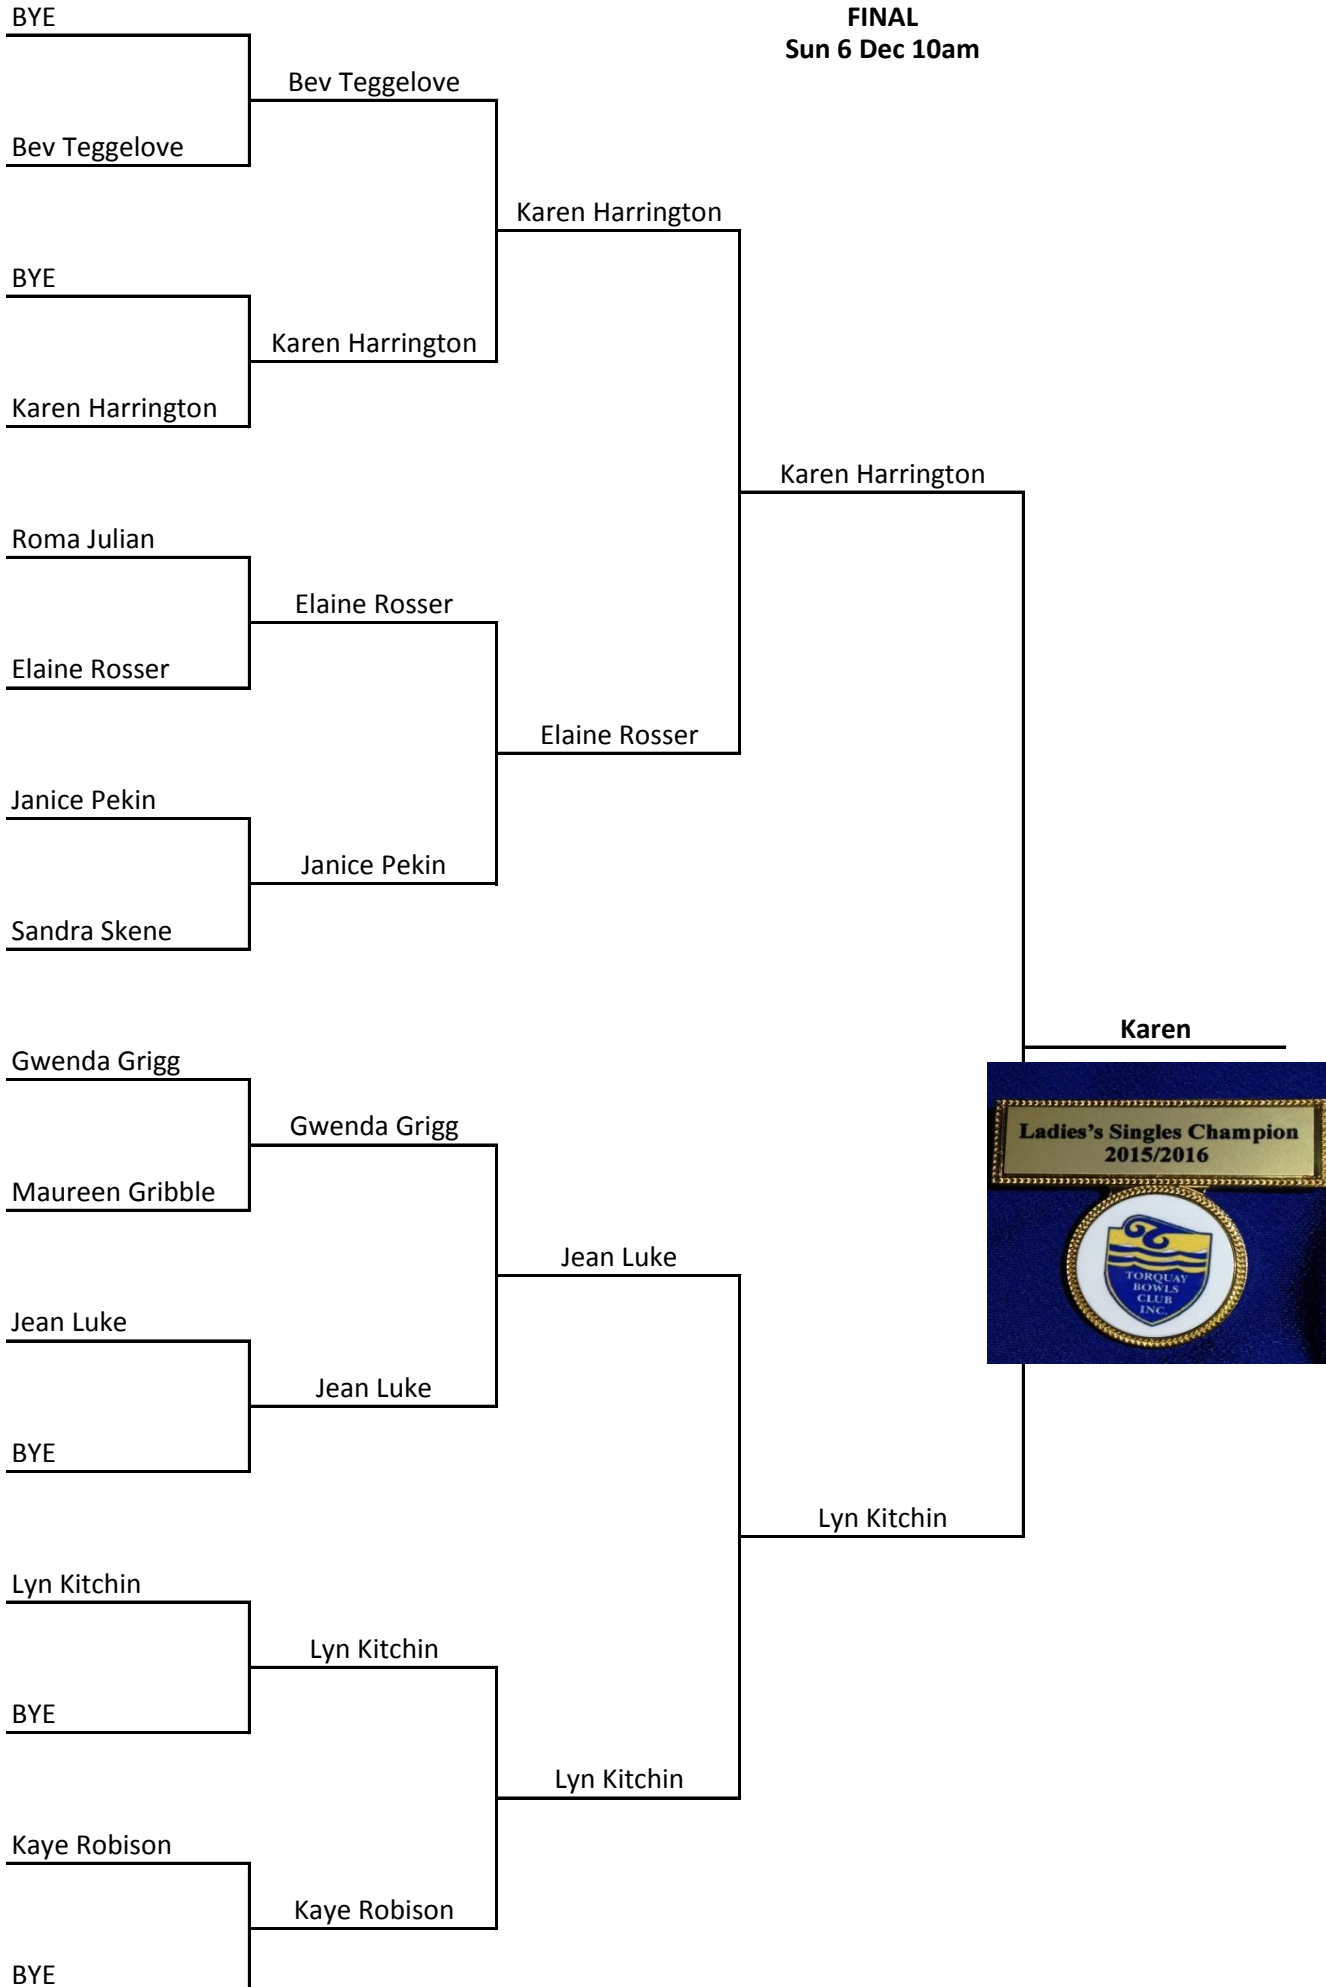 BYE
FINAL
Sun 6 Dec 10am
Bev Teggelove
Bev Teggelove
Karen Harrington
BYE
Karen Harrington
Karen Harrington
Karen Harrington
Roma Julian
Elaine Rosser
Elaine Rosser
Elaine Rosser
Janice Pekin
Janice Pekin
Sandra Skene
Karen
Gwenda Grigg
Gwenda Grigg
Ladies's Singles Champion
2015/2016
Maureen Gribble
Jean Luke
TORQUAY
BOWLS
CLUB
INC.
Jean Luke
Jean Luke
BYE
Lyn Kitchin
Lyn Kitchin
Lyn Kitchin
BYE
Lyn Kitchin
Kaye Robison
Kaye Robison
BYE